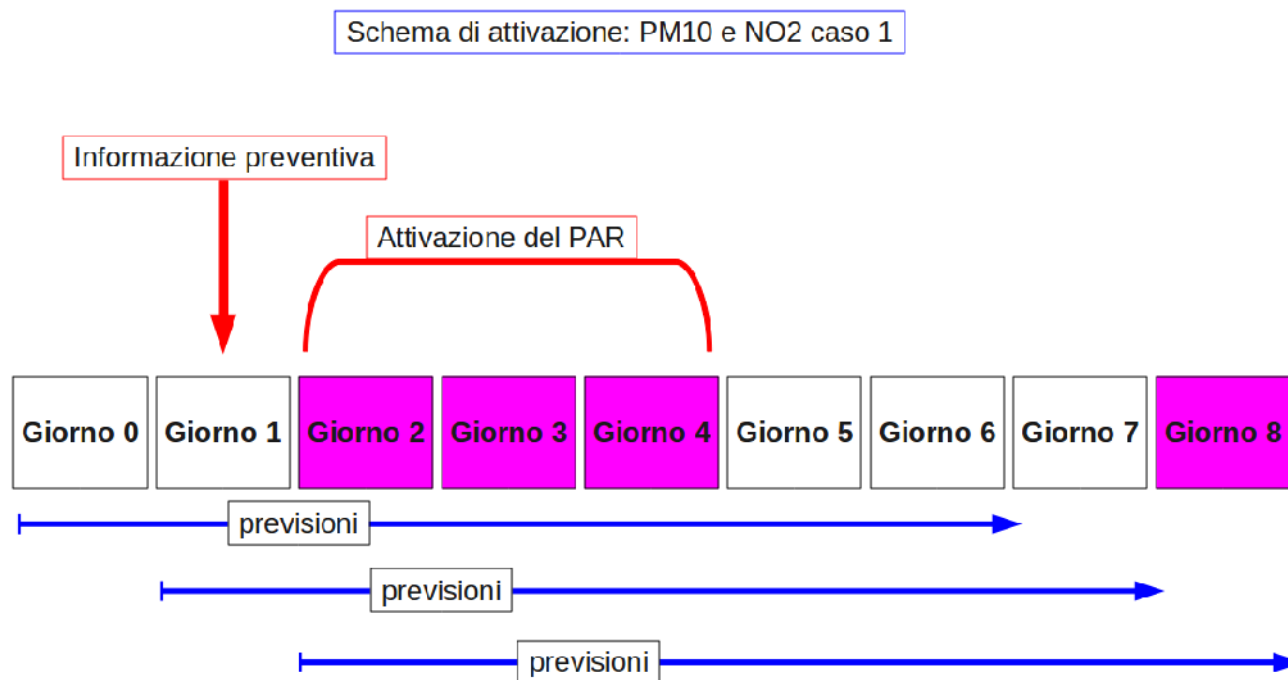 Schema di attivazione: PM10 e NO2 caso 1
Informazione preventiva
Attivazione del PAR
Giorno 0 Giorno 1 Giorno 2 Giorno 3 Giorno 4 Giorno 5 Giorno 6 Giorno 7 Giorno 8
previsioni
previsioni
previsioni